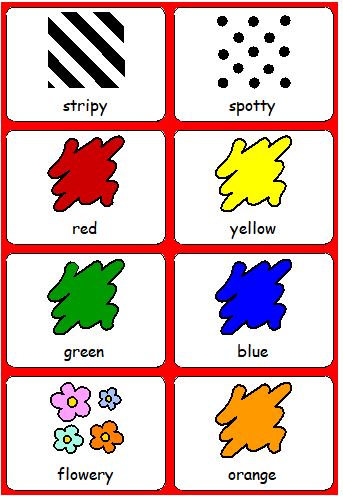 stripy
spotty
red
yellow
green
blue
flowery
orange